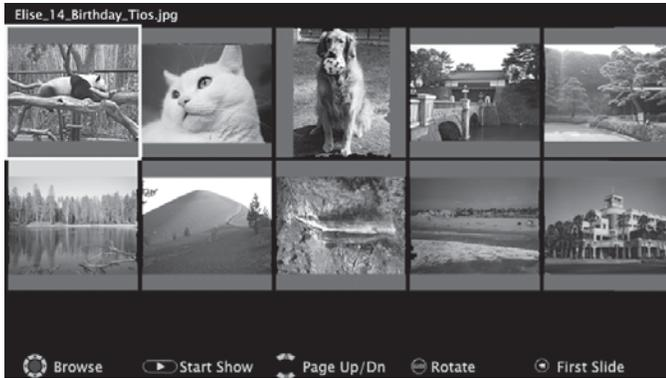 Elise_14_Birthday_Tios.jpg
Browse Start Show Page Up/Dn Rotate First Slide